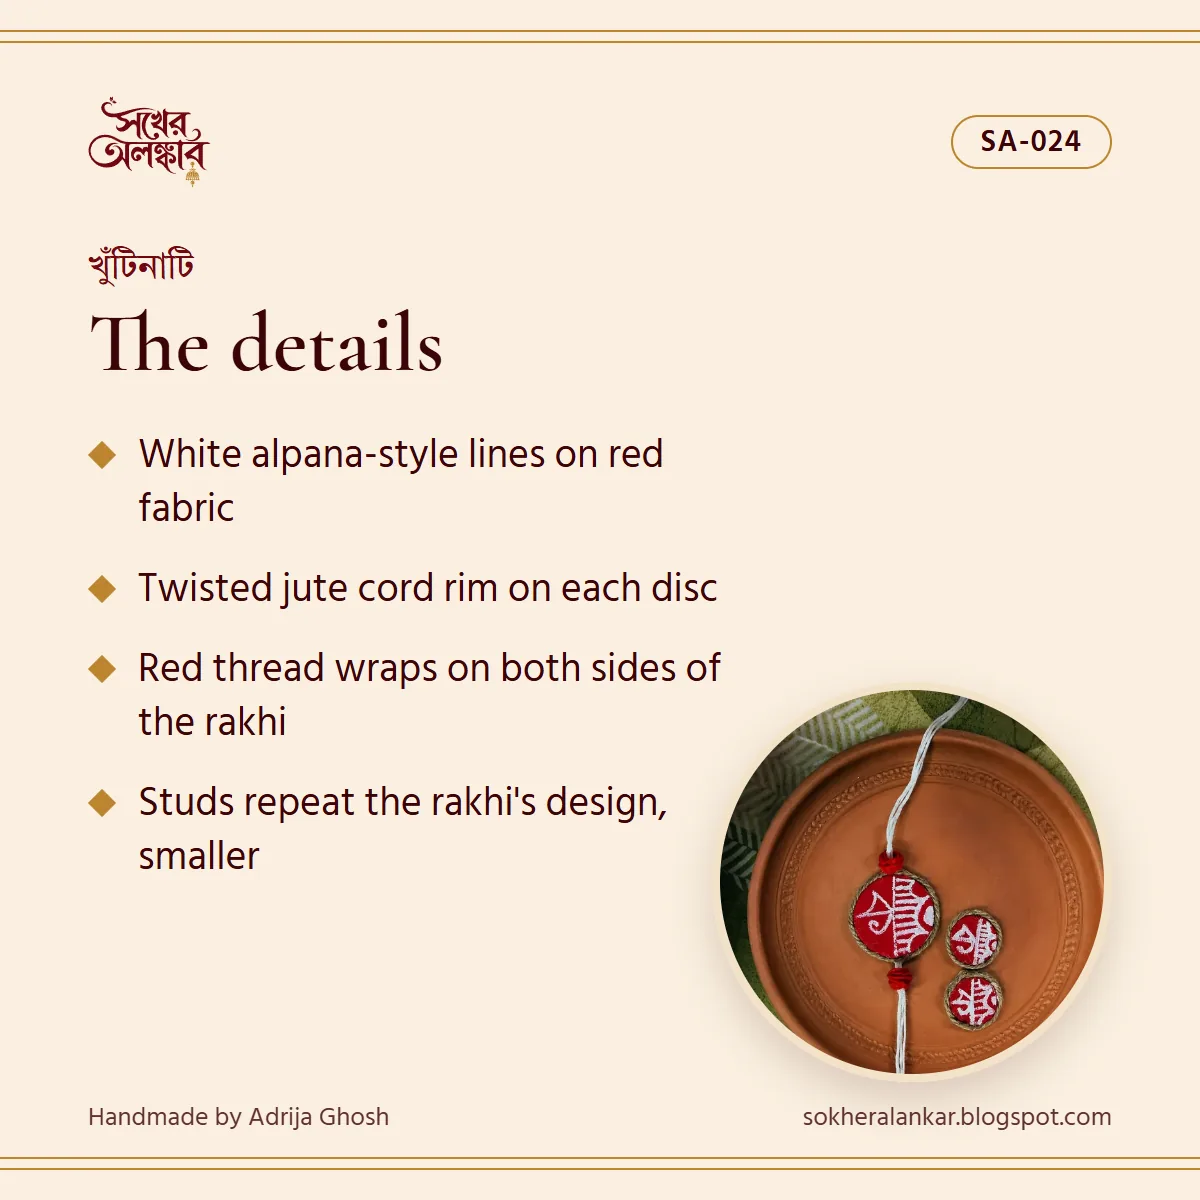 সখের
অলঙ্কার
SA-024
খুঁটিনাটি
The details
White alpana-style lines on red
fabric
Twisted jute cord rim on each disc
Red thread wraps on both sides of
the rakhi
Studs repeat the rakhi's design,
smaller
Handmade by Adrija Ghosh
sokheralankar.blogspot.com